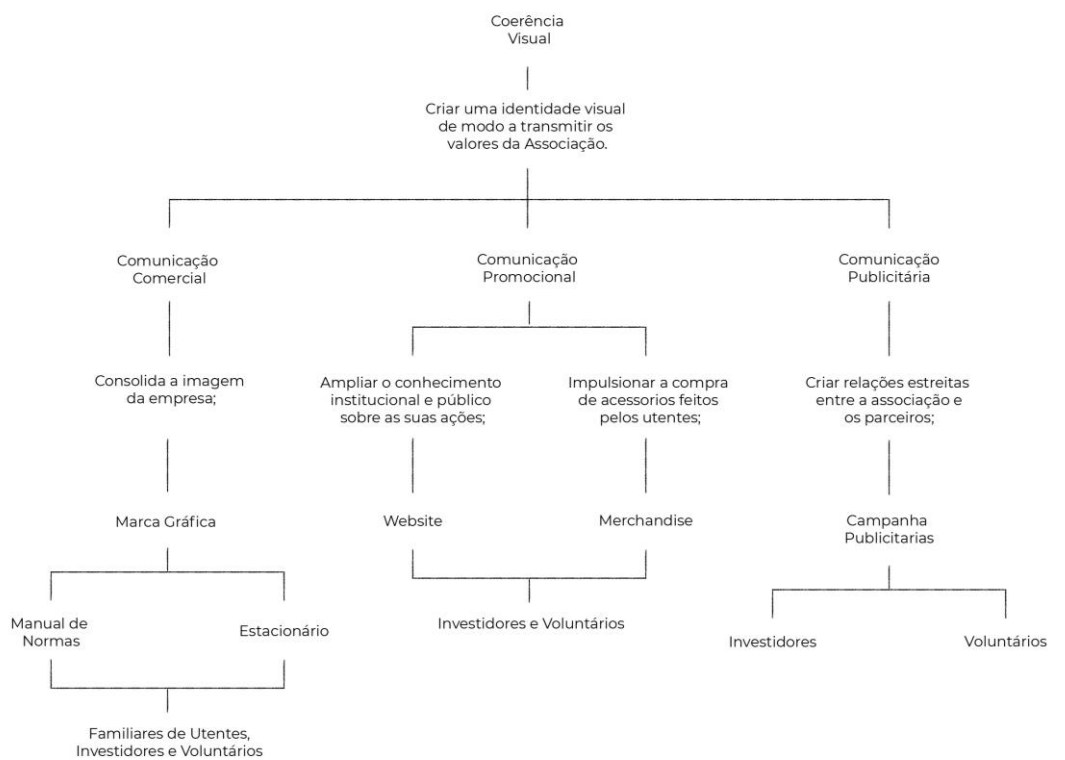 Coerência
Visual
Criar uma identidade visual
de modo a transmitir os
valores da Associação.
Comunicação
Comercial
Comunicação
Promocional
Comunicação
Publicitária
Consolida a imagem
da empresa;
Ampliar o conhecimento
institucional e público
sobre as suas ações;
Impulsionar a compra
de acessorios feitos
pelos utentes;
Criar relações estreitas
entre a associação e
os parceiros;
Marca Gráfica
Website
Merchandise
Campanha
Publicitarias
Manual de
Normas
Estacionário
Investidores e Voluntários
Investidores
Voluntários
Familiares de Utentes,
Investidores e Voluntários